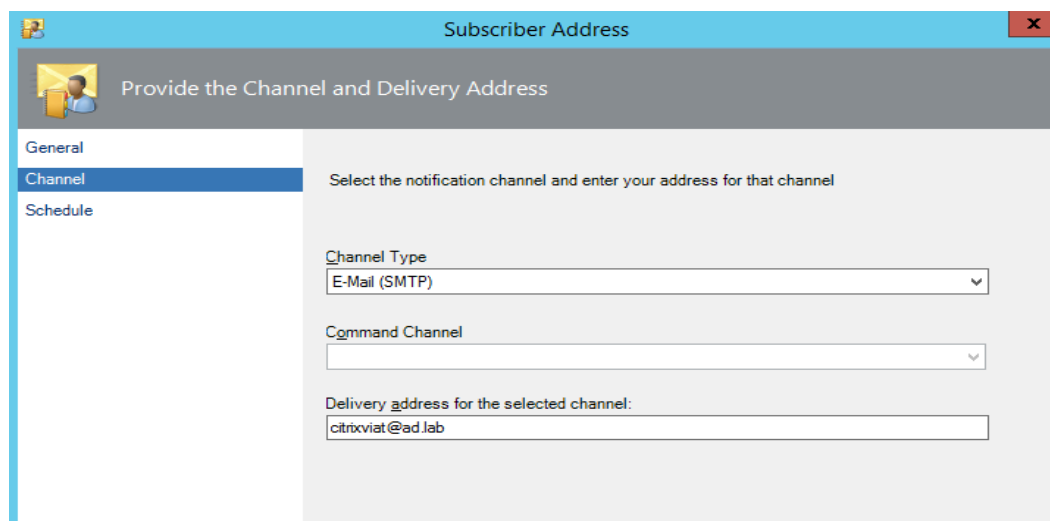 Subscriber Address
x
Provide the Channel and Delivery Address
General
Channel
Schedule
Select the notification channel and enter your address for that channel
Channel Type
E-Mail (SMTP)
Command Channel
Delivery address for the selected channel:
citrixviat@ad.lab